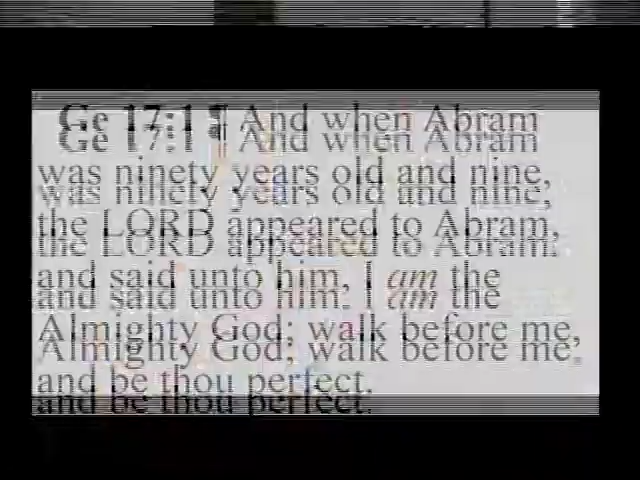 Ge 17:1 ¶ And when Abram
was ninety years old and nine,
the LORD appeared to Abram,
and said unto him, I am the
Almighty God; walk before me,
and be thou perfect.